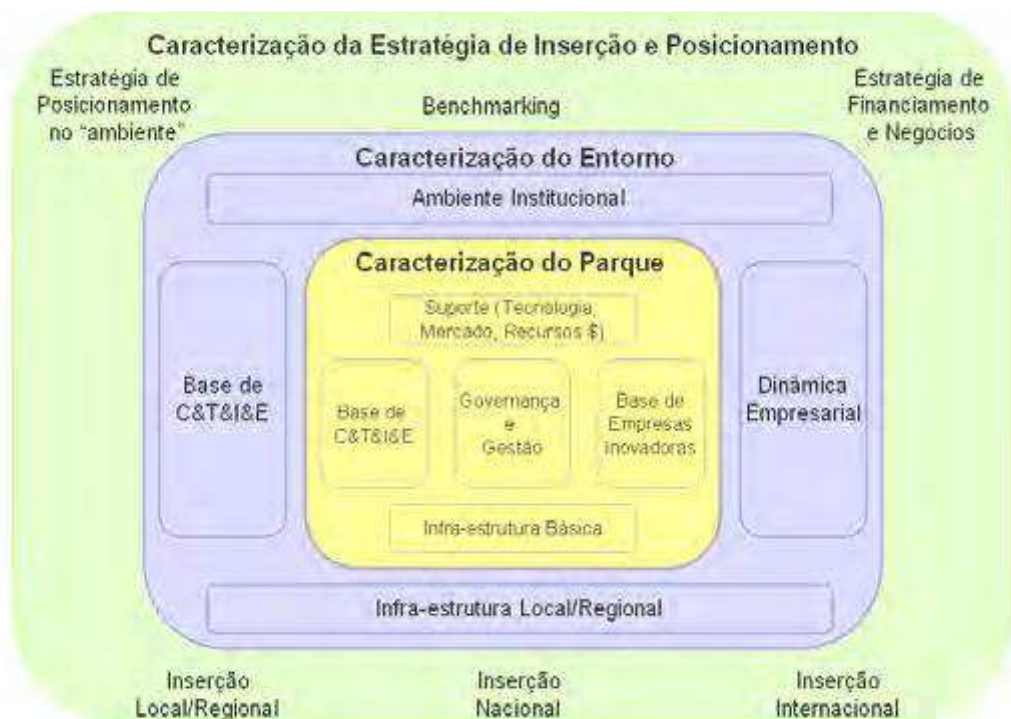 Caracterização da Estratégia de Inserção e Posicionamento
Estratégia de
Posicionamento
no “ambiente”
Benchmarking
Estratégia de
Financiamento
e Negocios
Caracterização do Entorno
Ambiente Institucional
Caracterização do Parque
Suporte (Tecnologia,
Mercado, Recursos $)
Base de
C&T&I&E
Base de
C&T&I&E
Governança
e
Gestão
Base de
Empresas
inovadoras
Dinâmica
Empresarial
Infra-estrutura Básica
Infra-estrutura Local/Regional
Inserção
Local/Regional
Inserção
Nacional
Inserção
Internacional